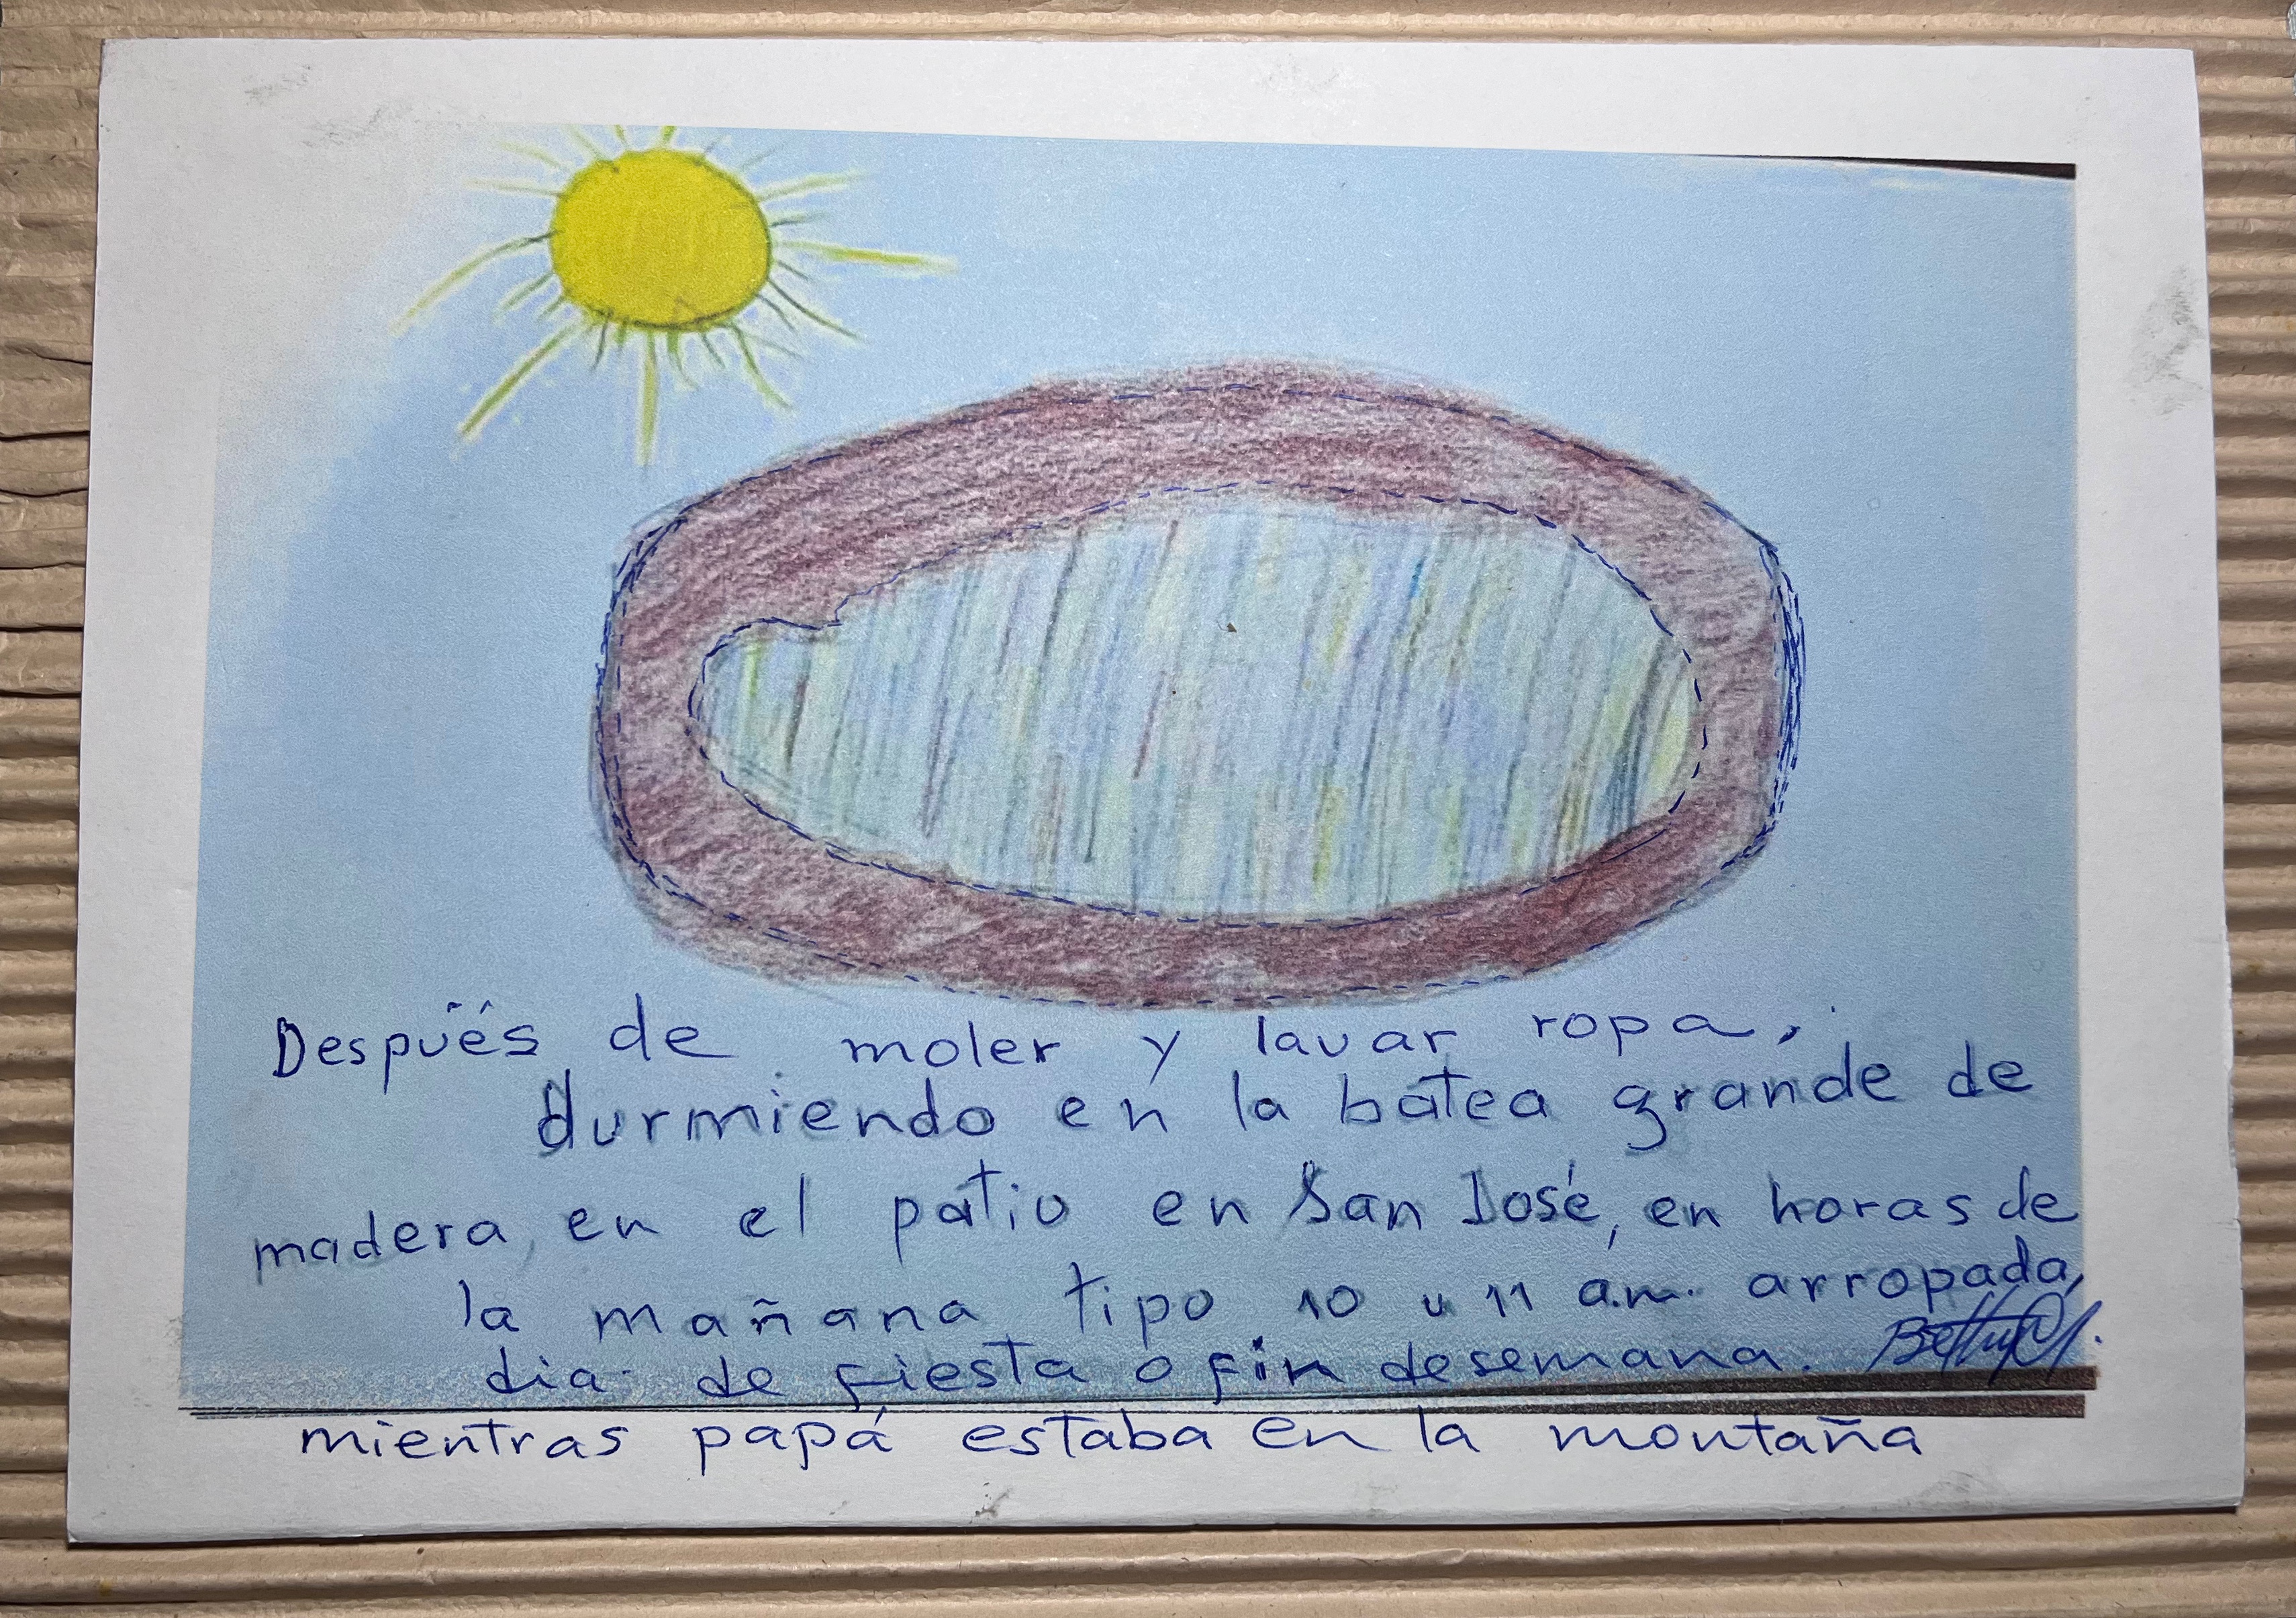 Después de moler y lavar ropa,
durmiendo en la batea grande de
madera, en el patio en San José, en horas de
la mañana tipo 10 u 11 a.m. arropada,
dia de fiesta o fin de semana.
mientras papá estaba en la montaña